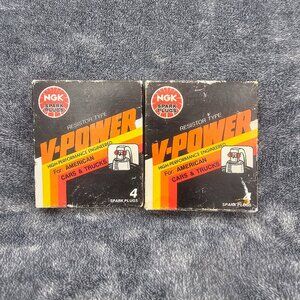 NGK
SPARK
PLUGS
RESISTOR TYPE
V-POWER
HIGH PERFORMANCE ENGINEERED
For AMERICAN
CARS & TRUCKS
4
SPARK PLUGS
NGK
SPARK
PLUGS
RESISTOR TYPE
V-POWER
HIGH PERFORMANCE ENGINEERED
For AMERICAN
CARS & TRUCKS
SPARK PLUGS